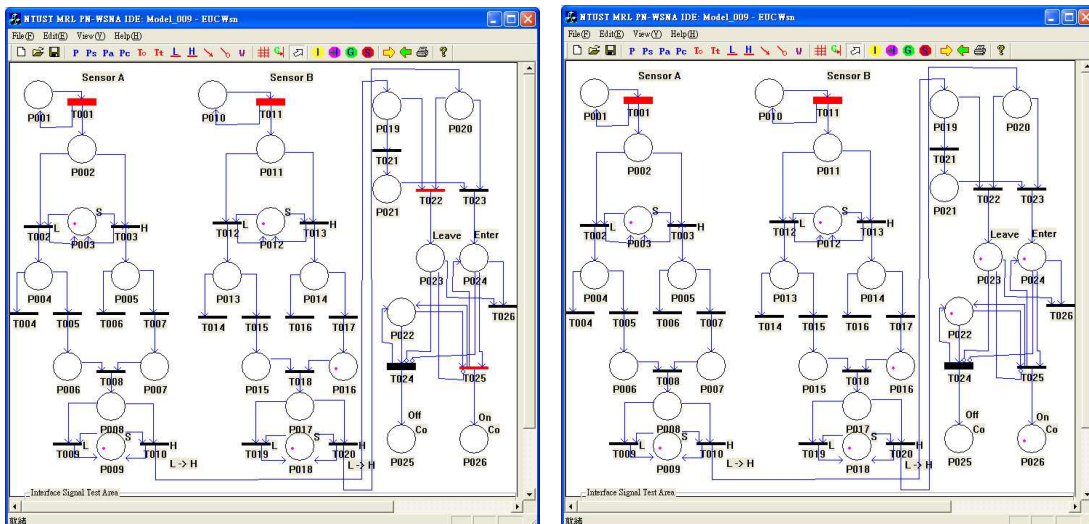 NTUST MRL PN-WSNA IDE: Model_009 - EUCWsn
File(F) Edit(E) View(V) Help(H)
P Ps Pa Pc To Tt L H W I H G S ?
Sensor A Sensor B
P001 T001 P010 T011 P019 P020
P002 P011 T021
P021 T022 T023
S S
T002 L P003 T003 H T012 L P012 T013 H
Leave Enter
P023 P024
P004 P005 P013 P014
T004 T005 T006 T007 T014 T015 T016 T017 T026
P022
P006 T008 P007 P015 T018 P016 T024 T025
P008 P017
Off On
S S Co Co
T009 L P009 T010 H T019 L P018 T020 H P025 P026
L -> H L -> H
Interface Signal Test Area
就緒
NTUST MRL PN-WSNA IDE: Model_009 - EUCWsn
File(F) Edit(E) View(V) Help(H)
P Ps Pa Pc To Tt L H W I H G S ?
Sensor A Sensor B
P001 T001 P010 T011 P019 P020
P002 P011 T021
P021 T022 T023
S S
T002 L P003 T003 H T012 L P012 T013 H
Leave Enter
P023 P024
P004 P005 P013 P014
T004 T005 T006 T007 T014 T015 T016 T017 T026
P022
P006 T008 P007 P015 T018 P016 T024 T025
P008 P017
Off On
S S Co Co
T009 L P009 T010 H T019 L P018 T020 H P025 P026
L -> H L -> H
Interface Signal Test Area
就緒